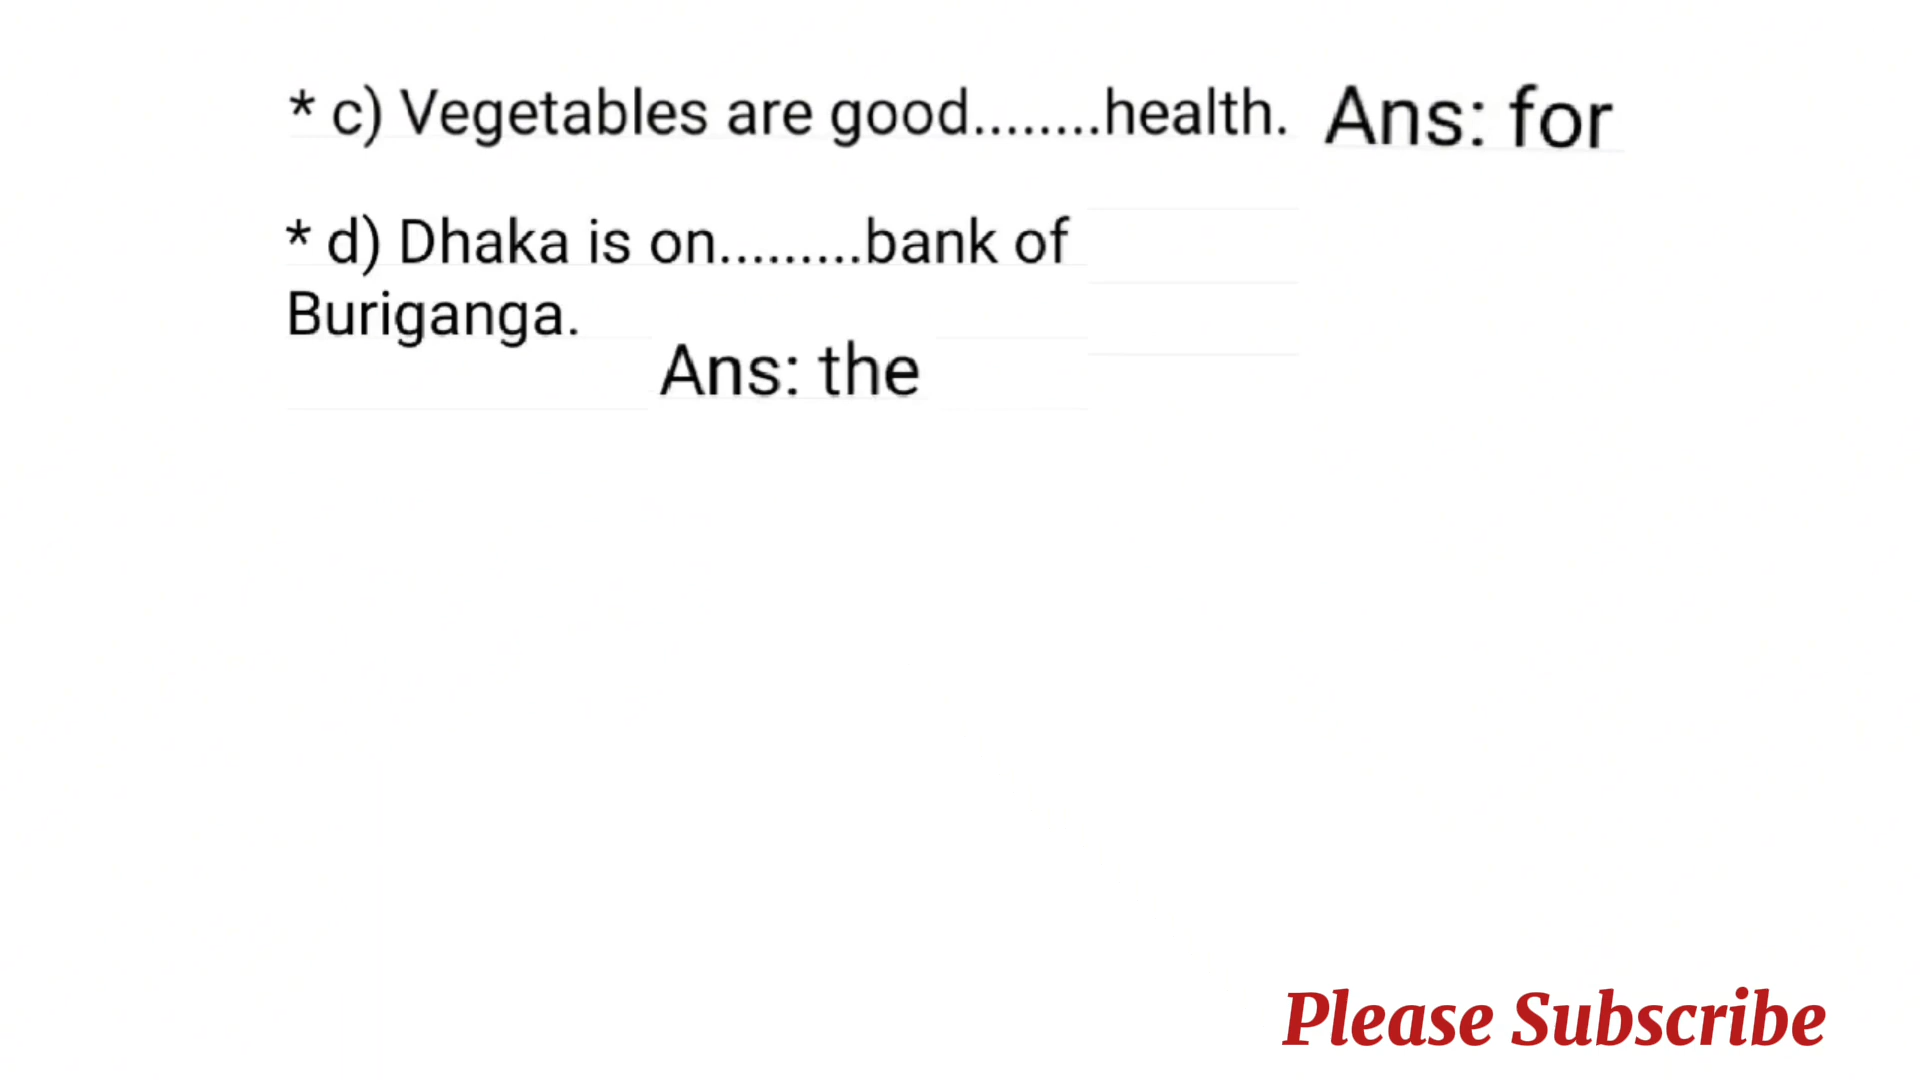 * c) Vegetables are good........health. Ans: for
* d) Dhaka is on.........bank of
Buriganga.
Ans: the
Please Subscribe